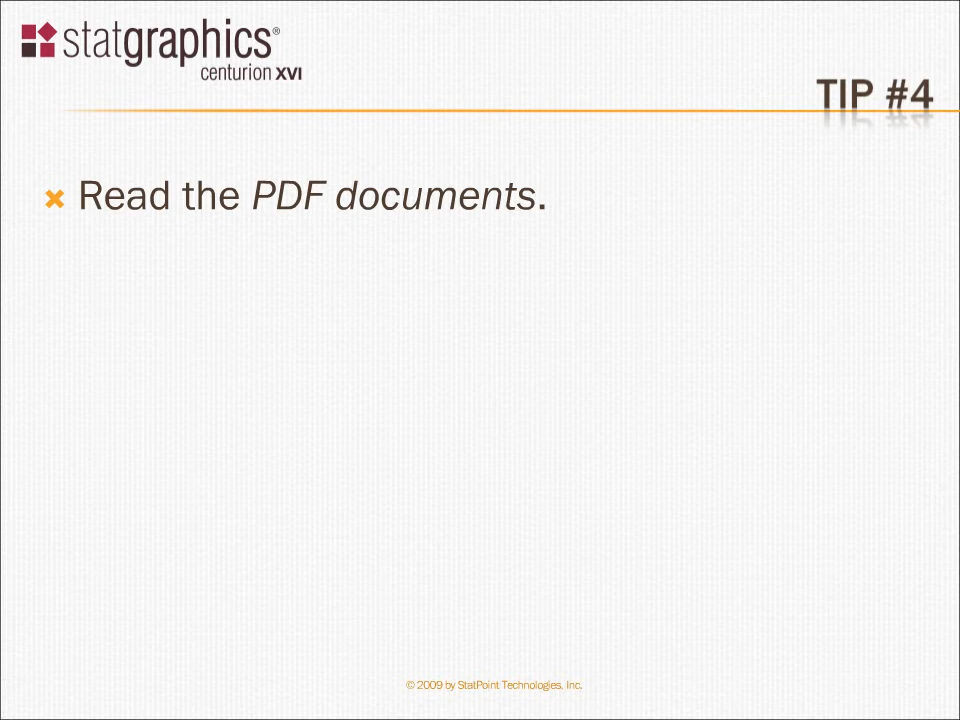 statgraphics®
centurion XVI
TIP #4
Read the PDF documents.
© 2009 by StatPoint Technologies, Inc.